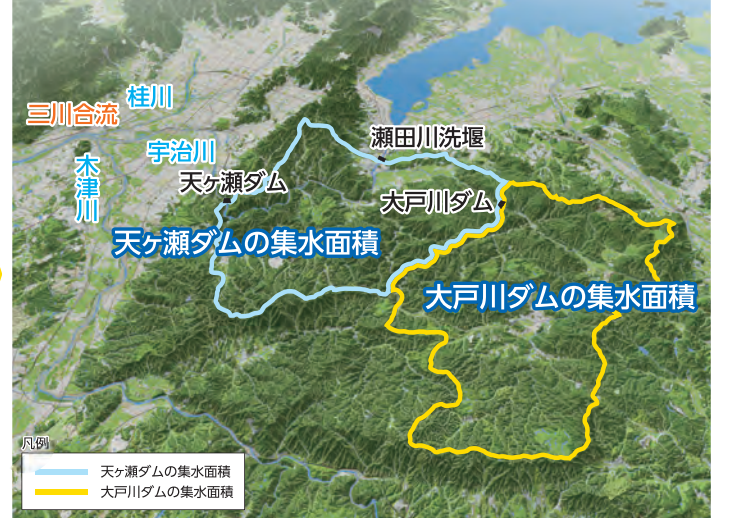 桂川
三川合流
宇治川
木津川
瀬田川洗堰
天ヶ瀬ダム
大戸川ダム
天ヶ瀬ダムの集水面積
大戸川ダムの集水面積
凡例
天ヶ瀬ダムの集水面積
大戸川ダムの集水面積